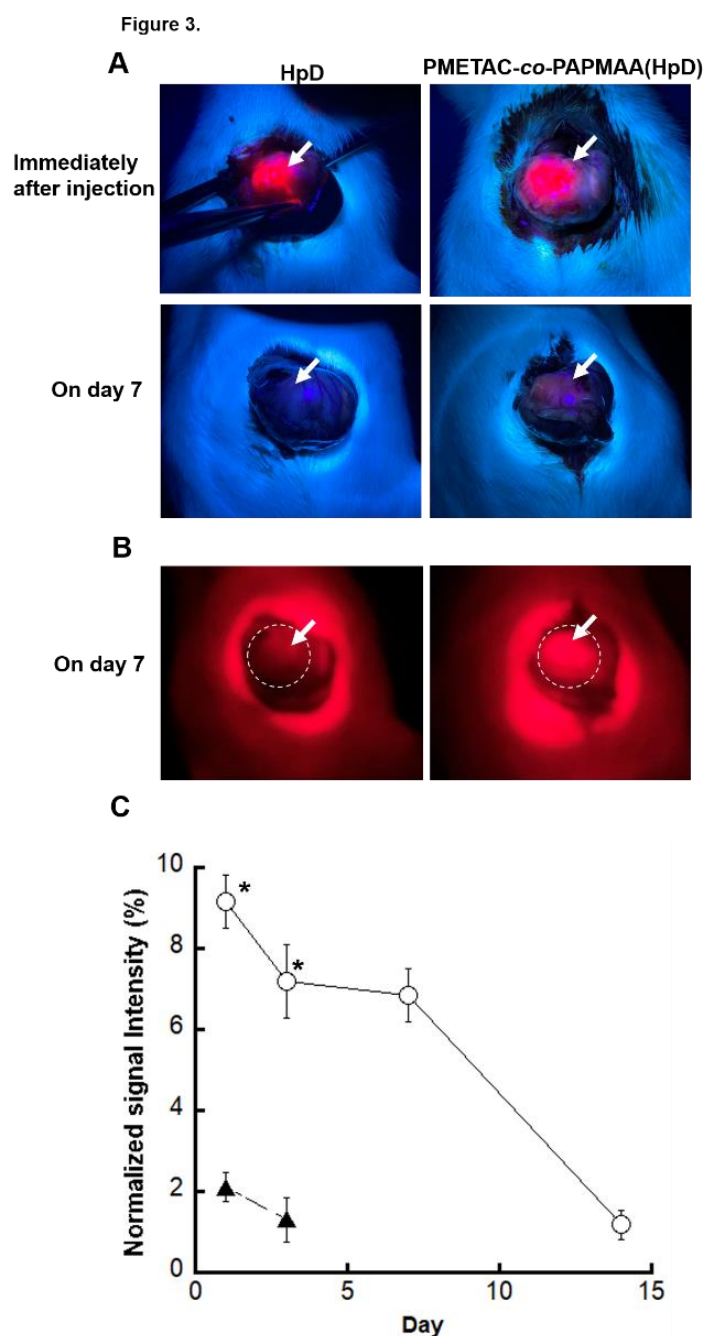 Figure 3.
A
HpD
PMETAC-co-PAPMAA(HpD)
Immediately
after injection
On day 7
B
On day 7
C
Normalized signal Intensity (%)
10
8
6
4
2
0
*
*
0
5
10
15
Day